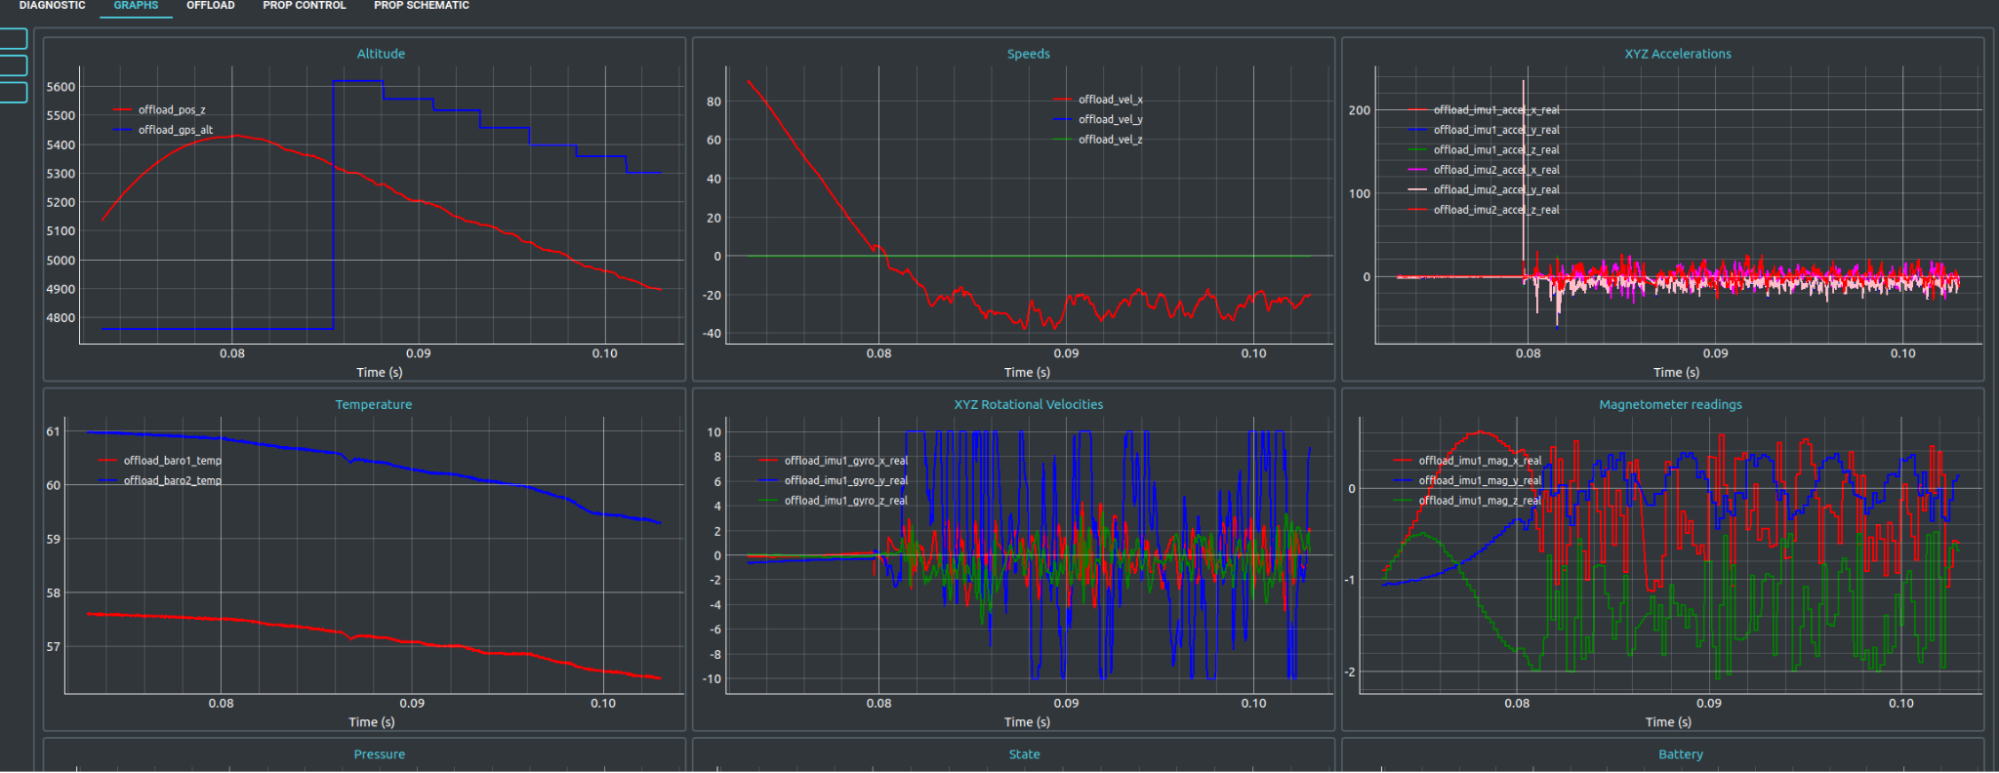 DIAGNOSTIC GRAPHS OFFLOAD PROP CONTROL PROP SCHEMATIC
Altitude
5600
5500
5400
5300
5200
5100
5000
4900
4800
offload_pos_z
offload_gps_alt
0.08 0.09 0.10
Time (s)
Speeds
80
60
40
20
0
-20
-40
offload_vel_x
offload_vel_y
offload_vel_z
0.08 0.09 0.10
Time (s)
XYZ Accelerations
200
100
0
offload_imu1_accel_x_real
offload_imu1_accel_y_real
offload_imu1_accel_z_real
offload_imu2_accel_x_real
offload_imu2_accel_y_real
offload_imu2_accel_z_real
0.08 0.09 0.10
Time (s)
Temperature
61
60
59
58
57
offload_baro1_temp
offload_baro2_temp
0.08 0.09 0.10
Time (s)
XYZ Rotational Velocities
10
8
6
4
2
0
-2
-4
-6
-8
-10
offload_imu1_gyro_x_real
offload_imu1_gyro_y_real
offload_imu1_gyro_z_real
0.08 0.09 0.10
Time (s)
Magnetometer readings
0
-1
-2
offload_imu1_mag_x_real
offload_imu1_mag_y_real
offload_imu1_mag_z_real
0.08 0.09 0.10
Time (s)
Pressure
State
Battery